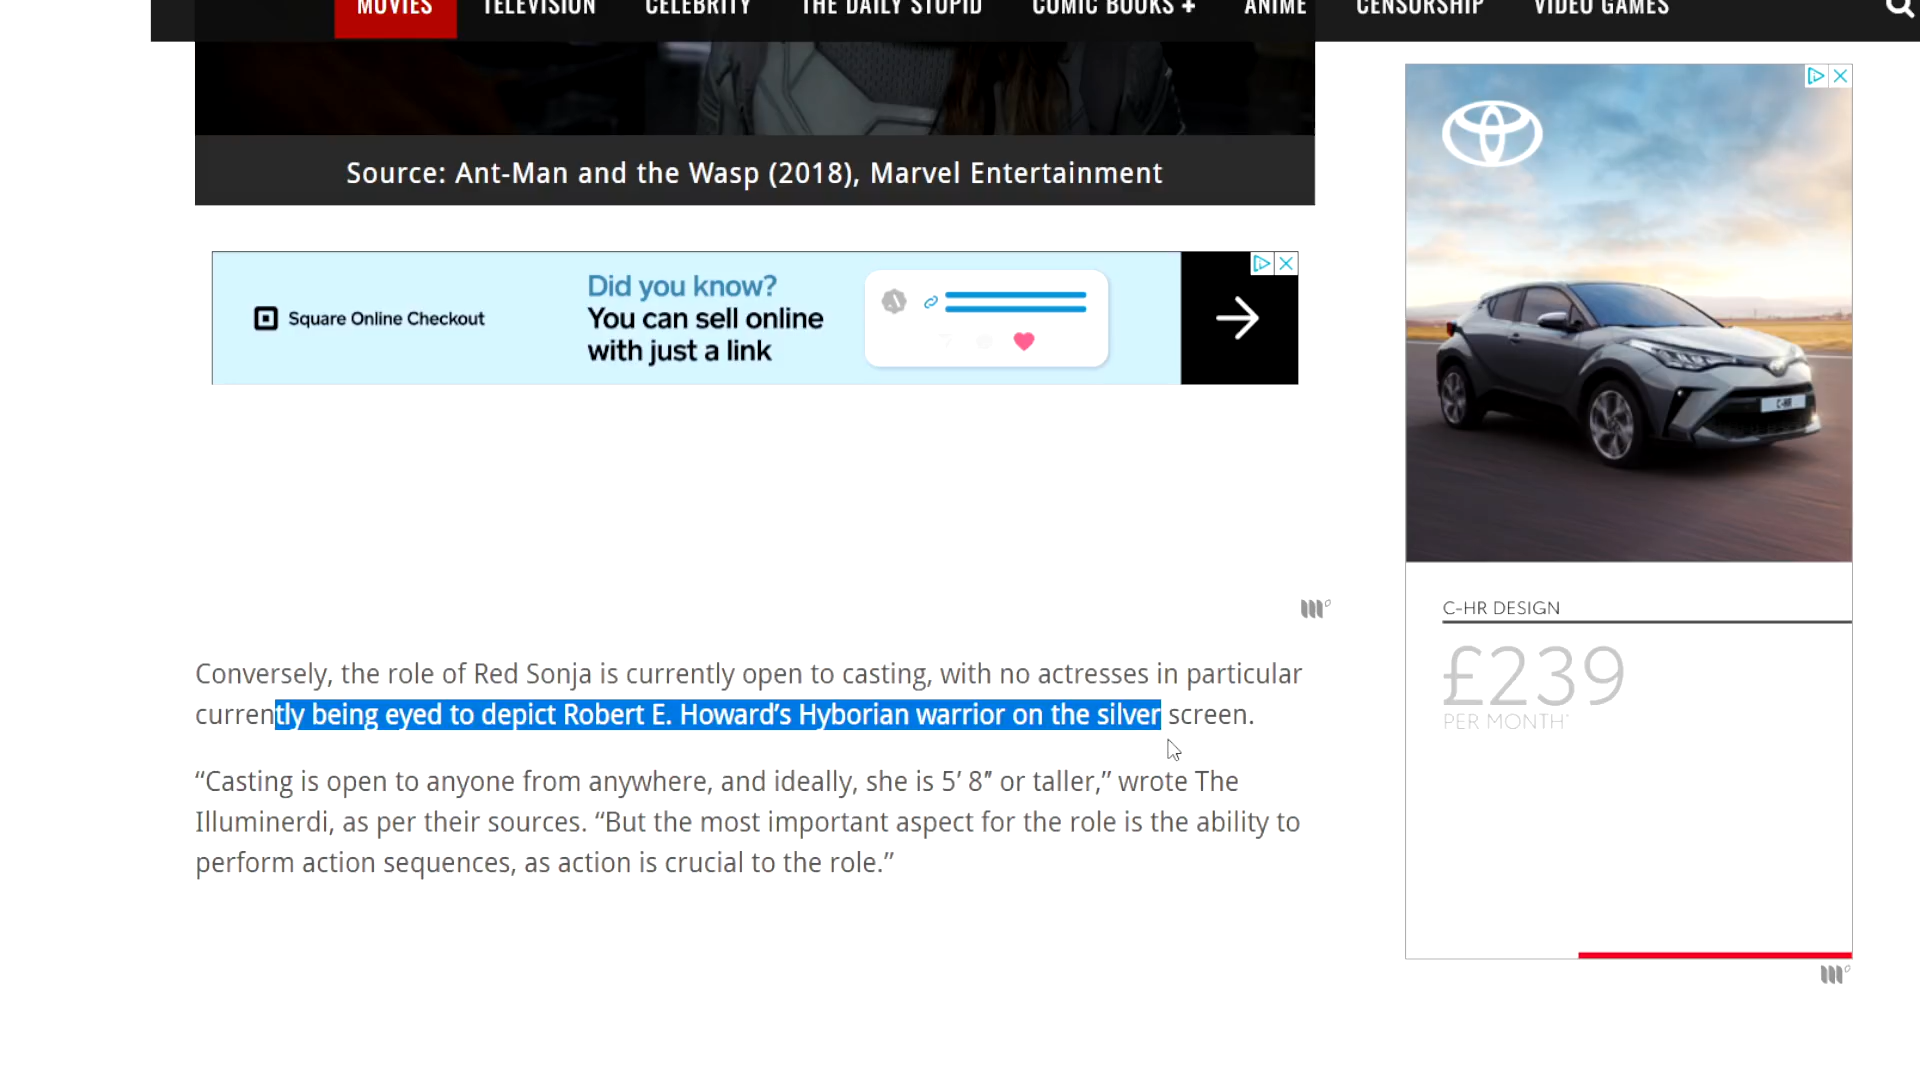 MOVIES TELEVISION CELEBRITY THE DAILY STUPID COMIC BOOKS + ANIME CENSORSHIP VIDEO GAMES
Source: Ant-Man and the Wasp (2018), Marvel Entertainment
Square Online Checkout
Did you know?
You can sell online
with just a link
Conversely, the role of Red Sonja is currently open to casting, with no actresses in particular
currently being eyed to depict Robert E. Howard’s Hyborian warrior on the silver screen.
“Casting is open to anyone from anywhere, and ideally, she is 5’ 8″ or taller,” wrote The
Illuminerdi, as per their sources. “But the most important aspect for the role is the ability to
perform action sequences, as action is crucial to the role.”
C-HR
C-HR DESIGN
£239
PER MONTH*